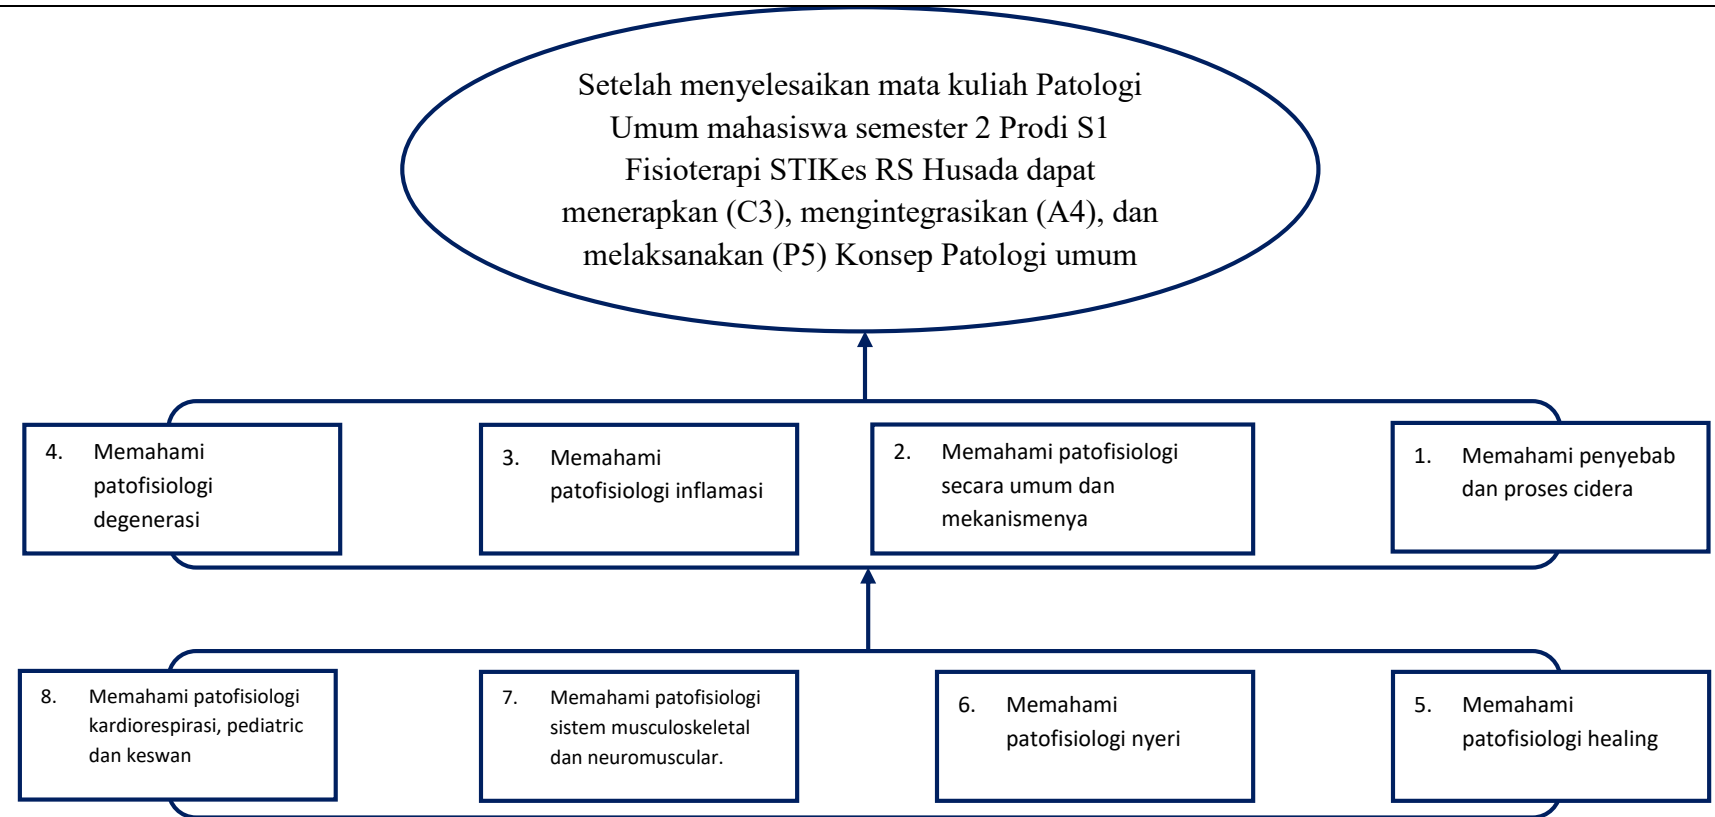 Setelah menyelesaikan mata kuliah Patologi
Umum mahasiswa semester 2 Prodi S1
Fisioterapi STIKes RS Husada dapat
menerapkan (C3), mengintegrasikan (A4), dan
melaksanakan (P5) Konsep Patologi umum
4. Memahami
patofisiologi
degenerasi
3. Memahami
patofisiologi inflamasi
2. Memahami patofisiologi
secara umum dan
mekanismenya
1. Memahami penyebab
dan proses cidera
8. Memahami patofisiologi
kardiorespirasi, pediatric
dan keswan
7. Memahami patofisiologi
sistem musculoskeletal
dan neuromuscular.
6. Memahami
patofisiologi nyeri
5. Memahami
patofisiologi healing